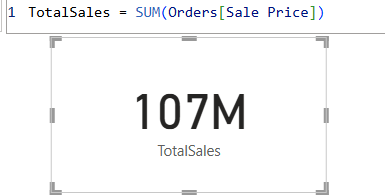 1 TotalSales = SUM(Orders[Sale Price])
107M
TotalSales